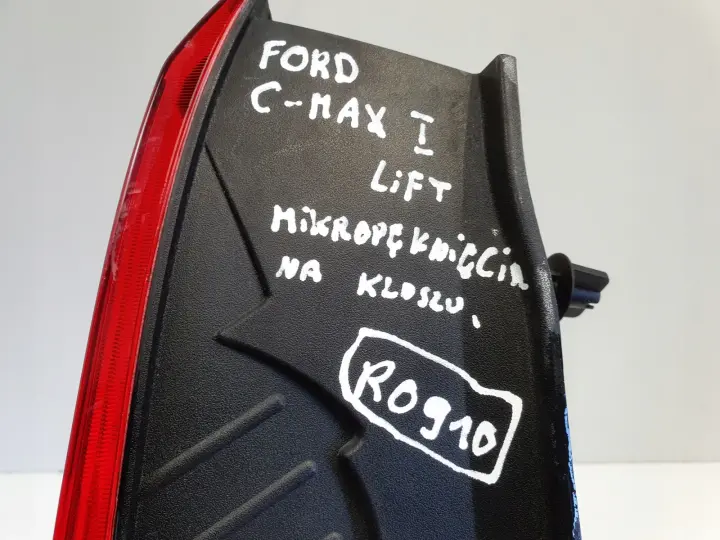 FORD
C-MAX I
LiFT
MiKROPĘKNIĘCIA
NA KLOSZU.
R0910